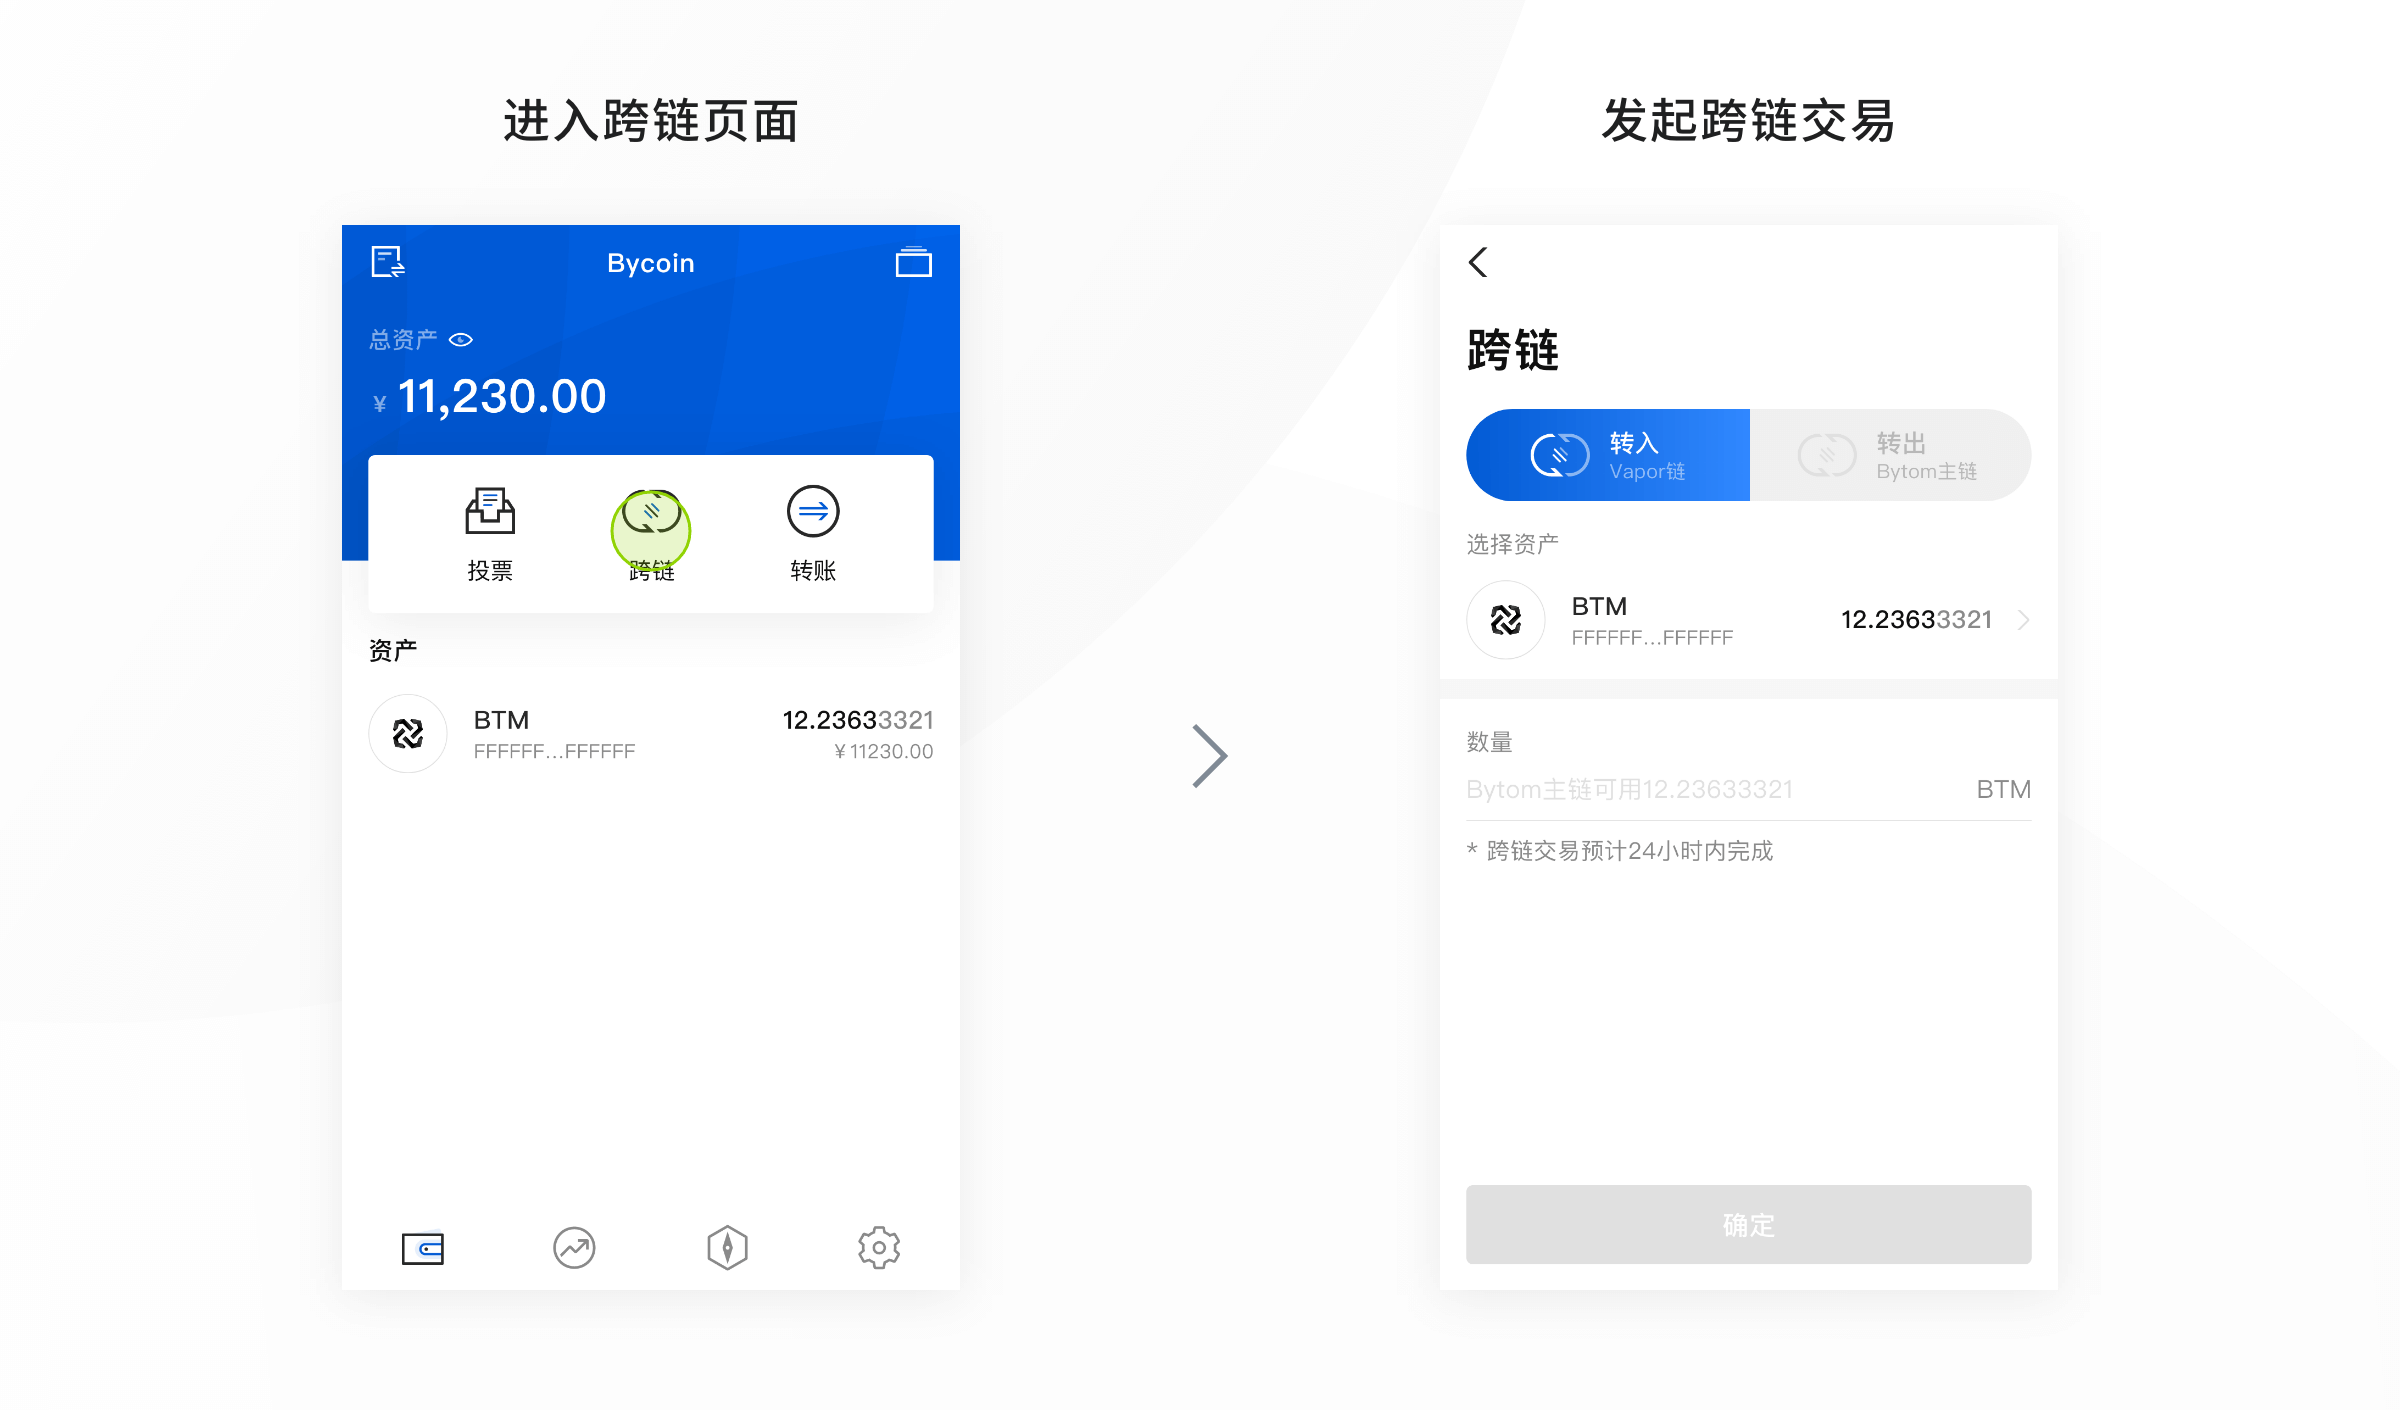 进入跨链页面
Bycoin
总资产
¥ 11,230.00
投票
跨链
转账
资产
BTM
12.23633321
FFFFFF...FFFFFF
¥ 11230.00
发起跨链交易
跨链
转入
Vapor链
转出
Bytom主链
选择资产
BTM
FFFFFF...FFFFFF
12.23633321
数量
Bytom主链可用12.23633321
BTM
* 跨链交易预计24小时内完成
确定